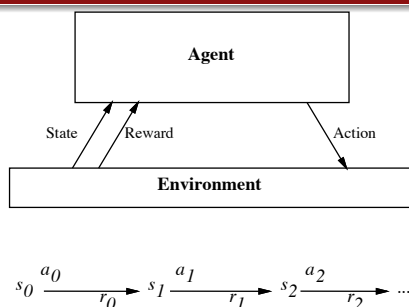 Agent
State Reward Action
Environment
s0 a0 r0 s1 a1 r1 s2 a2 r2 ...